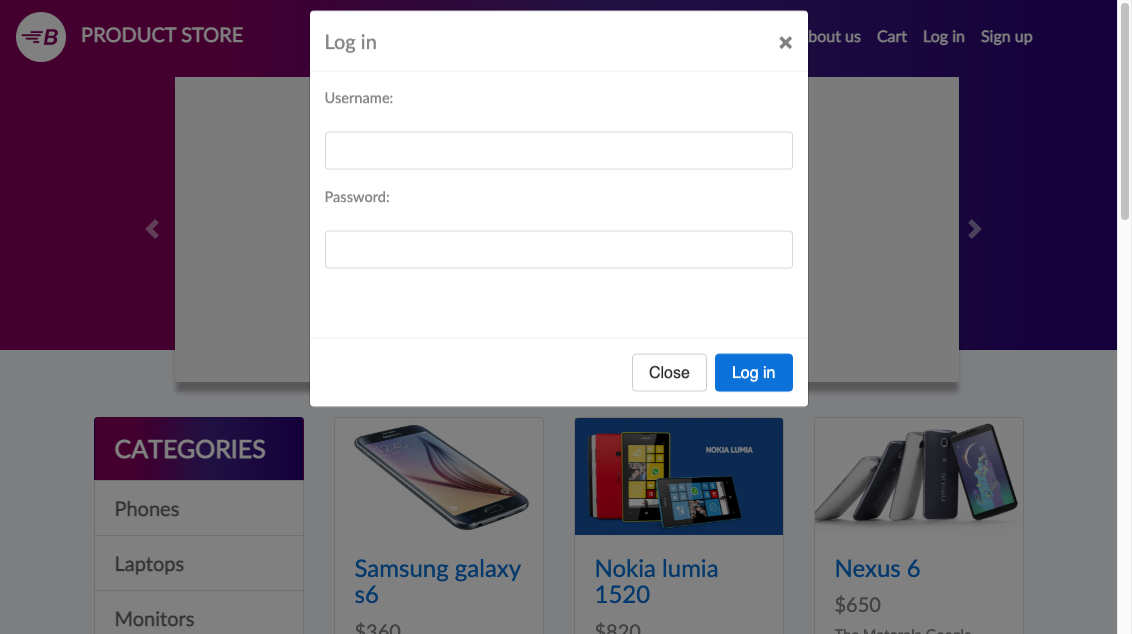 PRODUCT STORE
bout us
Cart
Log in
Sign up
Log in
Username:
Password:
Close
Log in
CATEGORIES
Phones
Laptops
Monitors
Samsung galaxy
s6
$360
NOKIA LUMIA
Nokia lumia
1520
$820
Nexus 6
$650
The Motorola Google